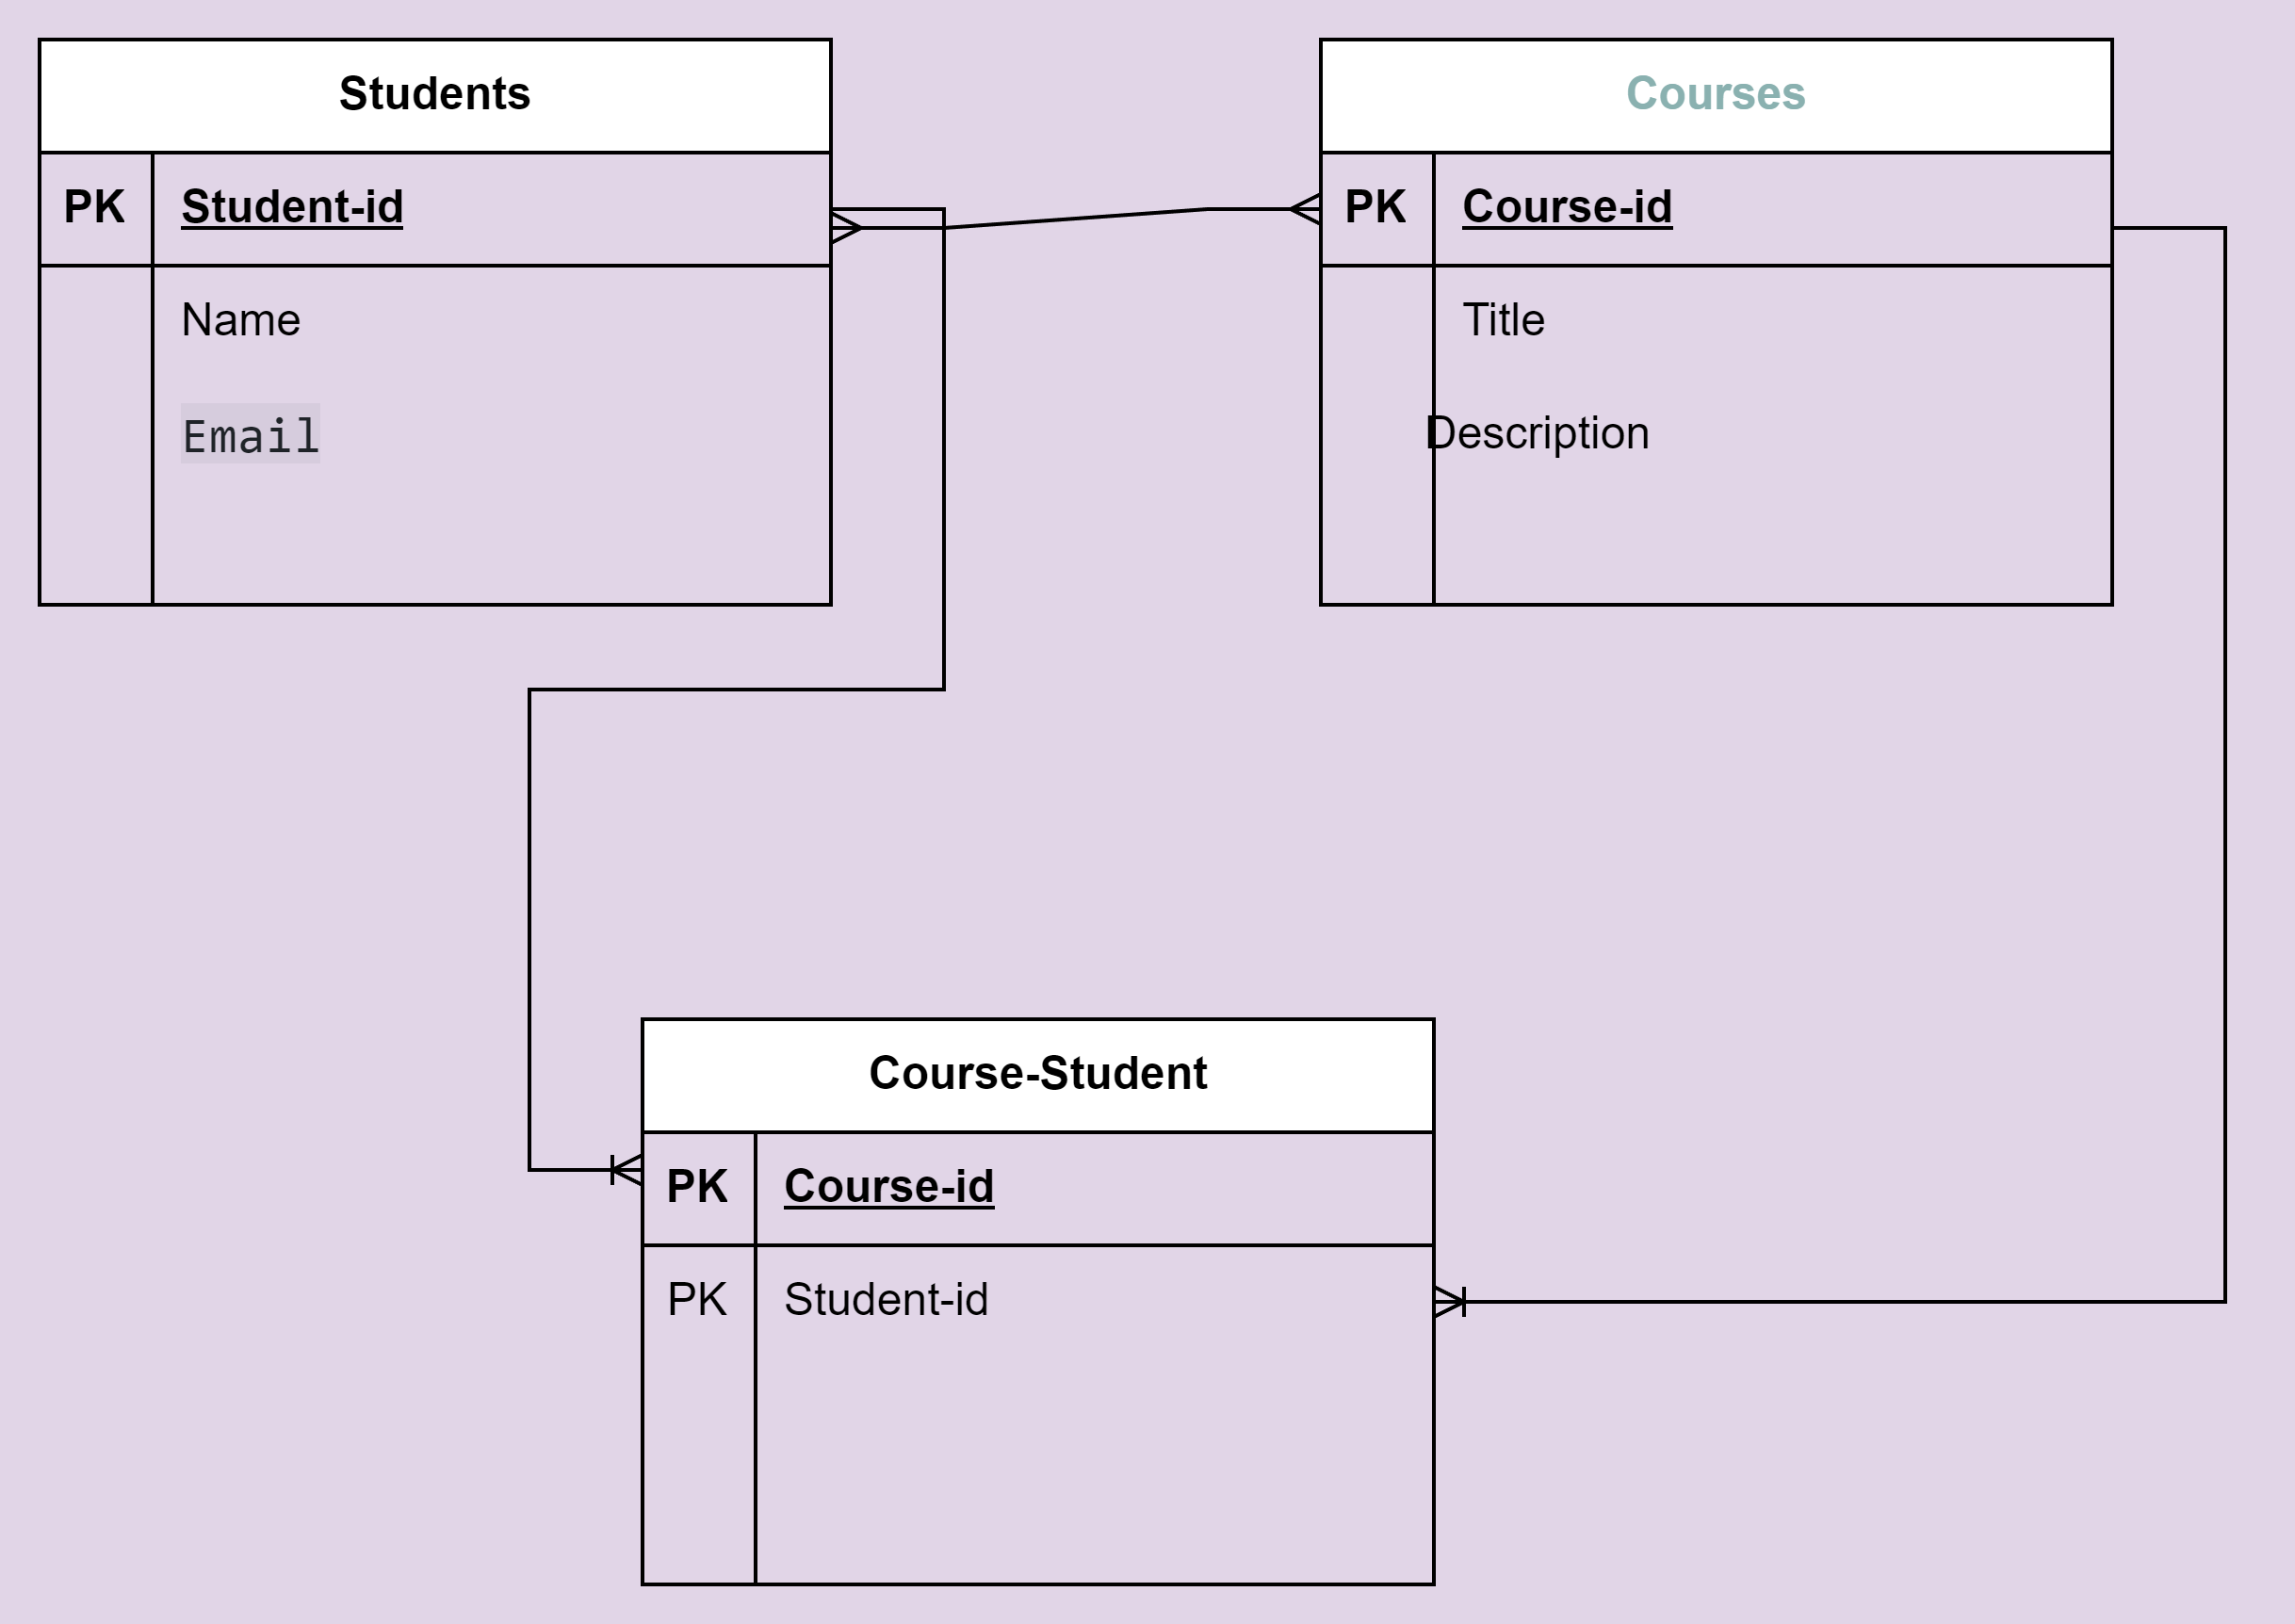 Students
PK Student-id
Name
Email
Courses
PK Course-id
Title
Description
Course-Student
PK Course-id
PK Student-id